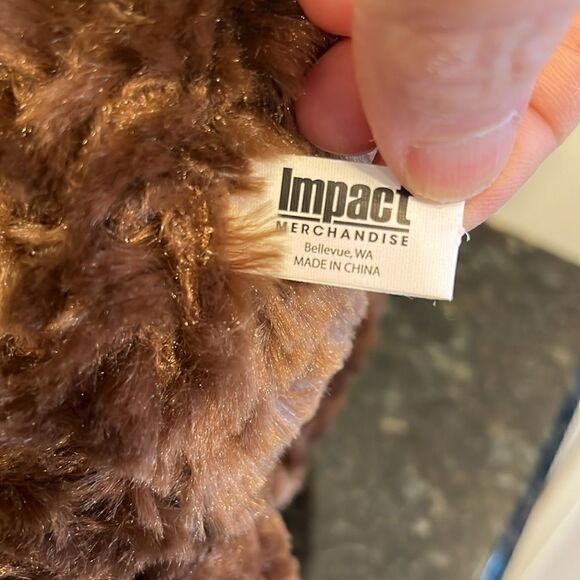 Impact
MERCHANDISE
Bellevue, WA
MADE IN CHINA